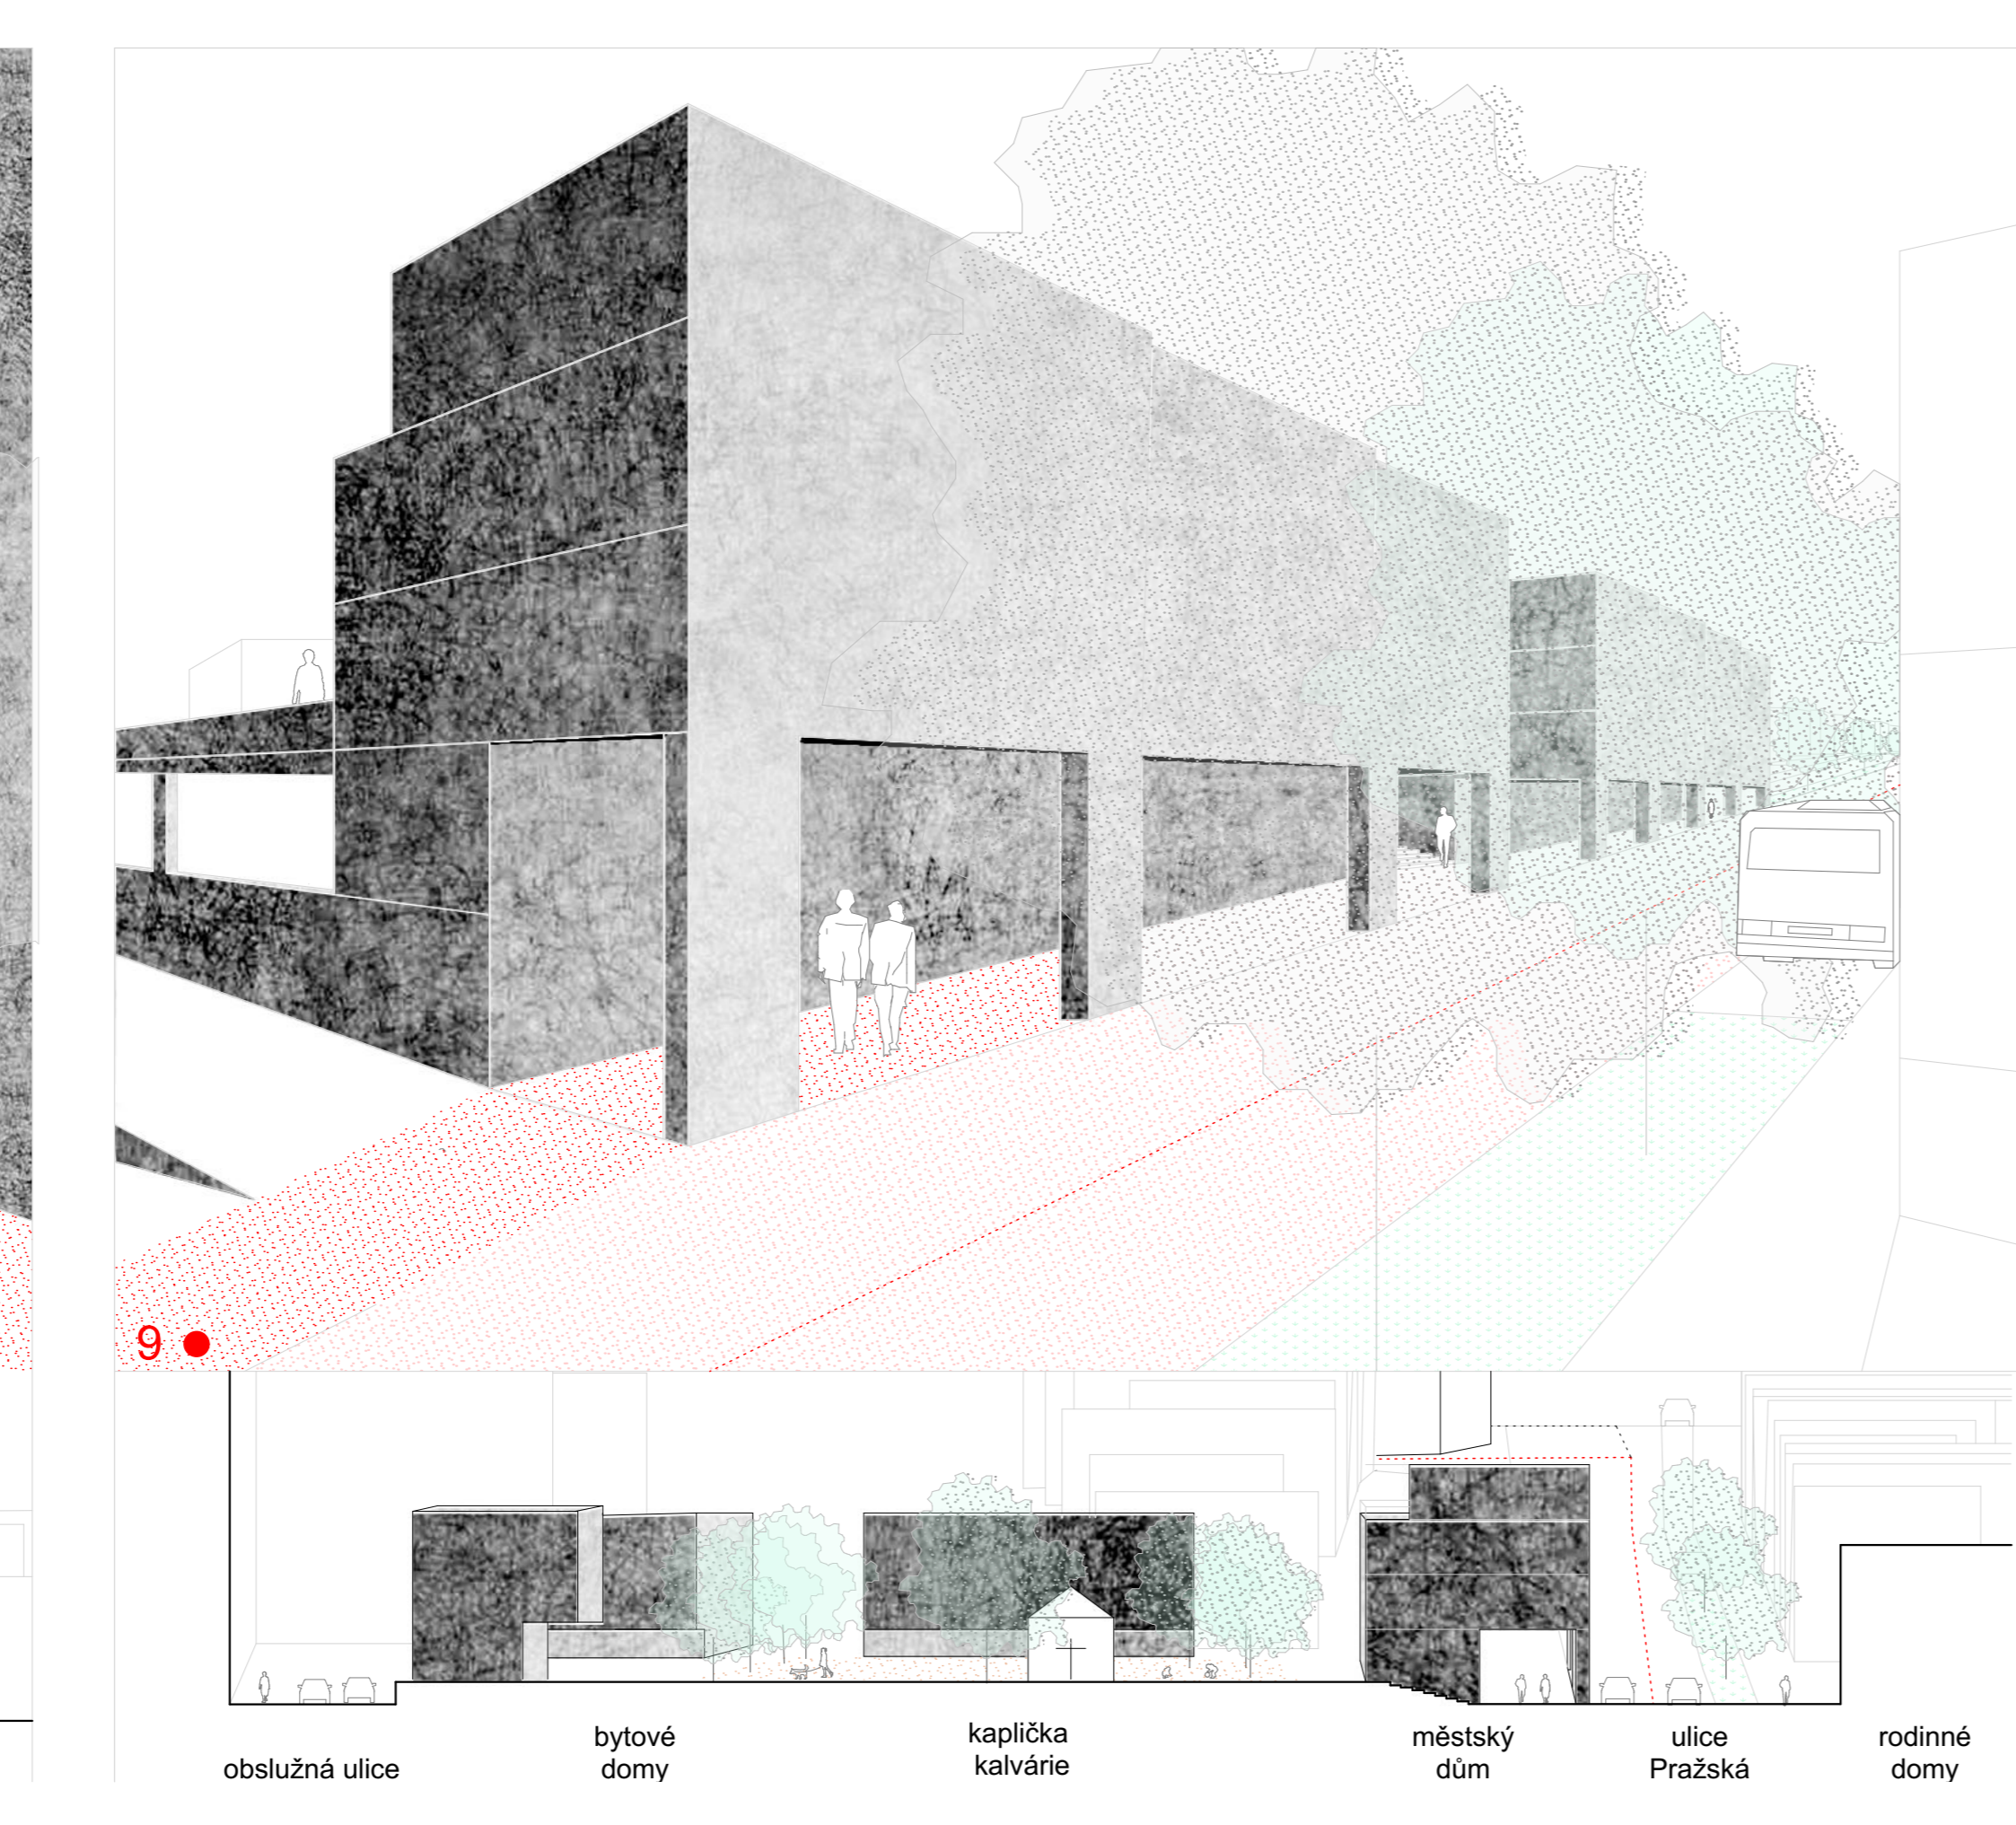 9
obslužná ulice
bytové
domy
kaplička
kalvárie
městský
dům
ulice
Pražská
rodinné
domy